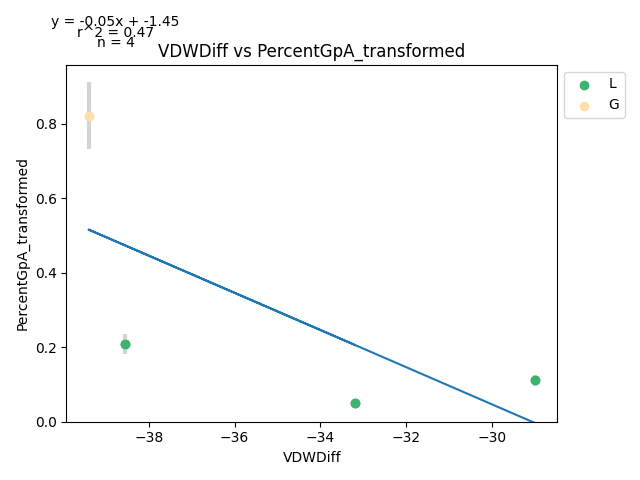 y = -0.05x + -1.45
r^2 = 0.47
n = 4
VDWDiff vs PercentGpA_transformed
L
G
0.8
0.6
0.4
0.2
0.0
PercentGpA_transformed
−38
−36
−34
−32
−30
VDWDiff